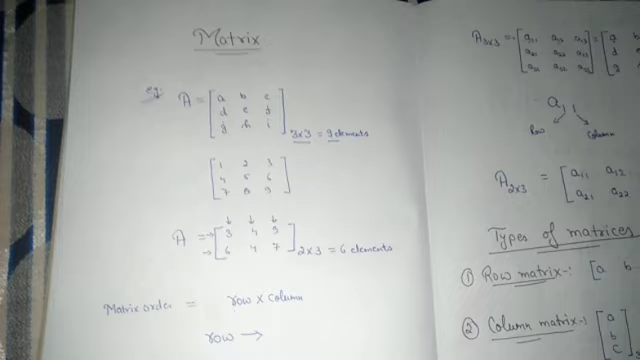 Matrix
eg:
A = [a b c
d e f
g h i] 3x3 = 9 elements
[1 2 3
4 5 6
7 8 9]
↓ ↓ ↓
A = →[3 4 9
→ 6 4 7] 2x3 = 6 elements
Matrix order = row x column
row →
A3x3 = [a11 a12 a13
a21 a22 a23
a31 a32 a33] = [a b
d
g
a11
Row Column
A2x3 = [a11 a12
a21 a22
Types of matrices
① Row matrix-: [a b
② Column matrix-: [a
b
c]